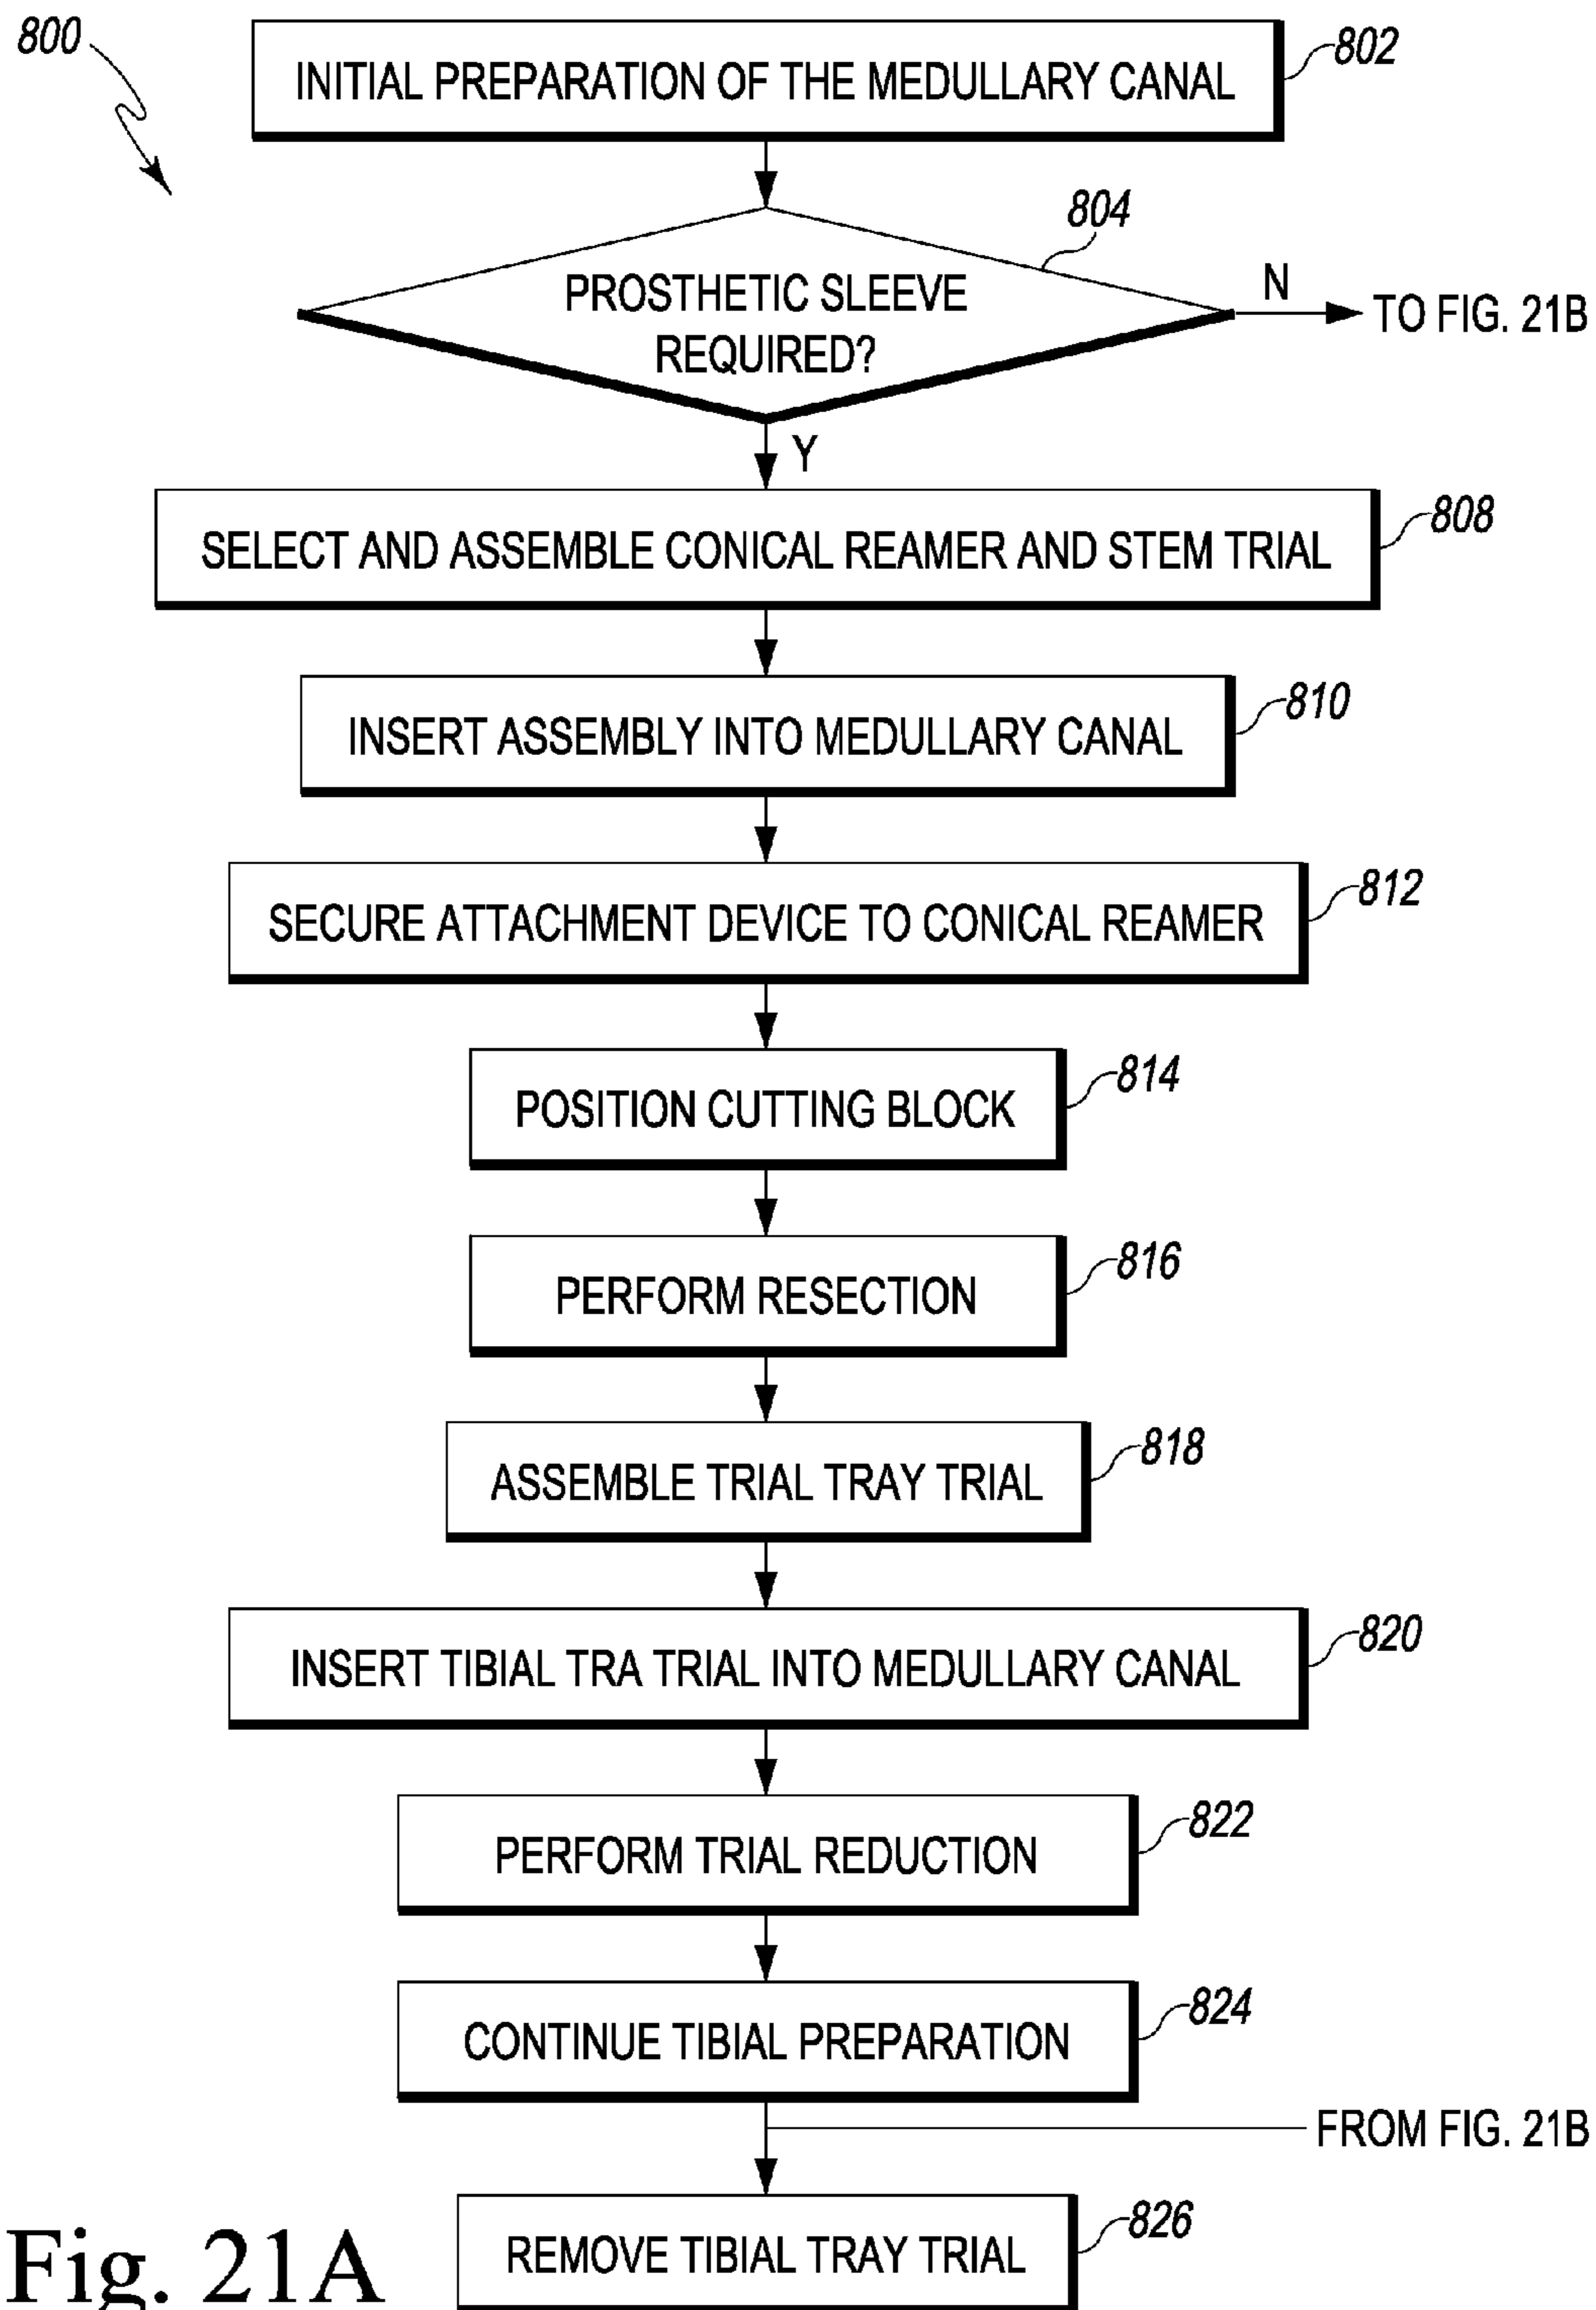 800
INITIAL PREPARATION OF THE MEDULLARY CANAL
802
804
PROSTHETIC SLEEVE
REQUIRED?
N
TO FIG. 21B
Y
SELECT AND ASSEMBLE CONICAL REAMER AND STEM TRIAL
808
INSERT ASSEMBLY INTO MEDULLARY CANAL
810
SECURE ATTACHMENT DEVICE TO CONICAL REAMER
812
POSITION CUTTING BLOCK
814
PERFORM RESECTION
816
ASSEMBLE TRIAL TRAY TRIAL
818
INSERT TIBIAL TRA TRIAL INTO MEDULLARY CANAL
820
PERFORM TRIAL REDUCTION
822
CONTINUE TIBIAL PREPARATION
824
FROM FIG. 21B
REMOVE TIBIAL TRAY TRIAL
826
Fig. 21A